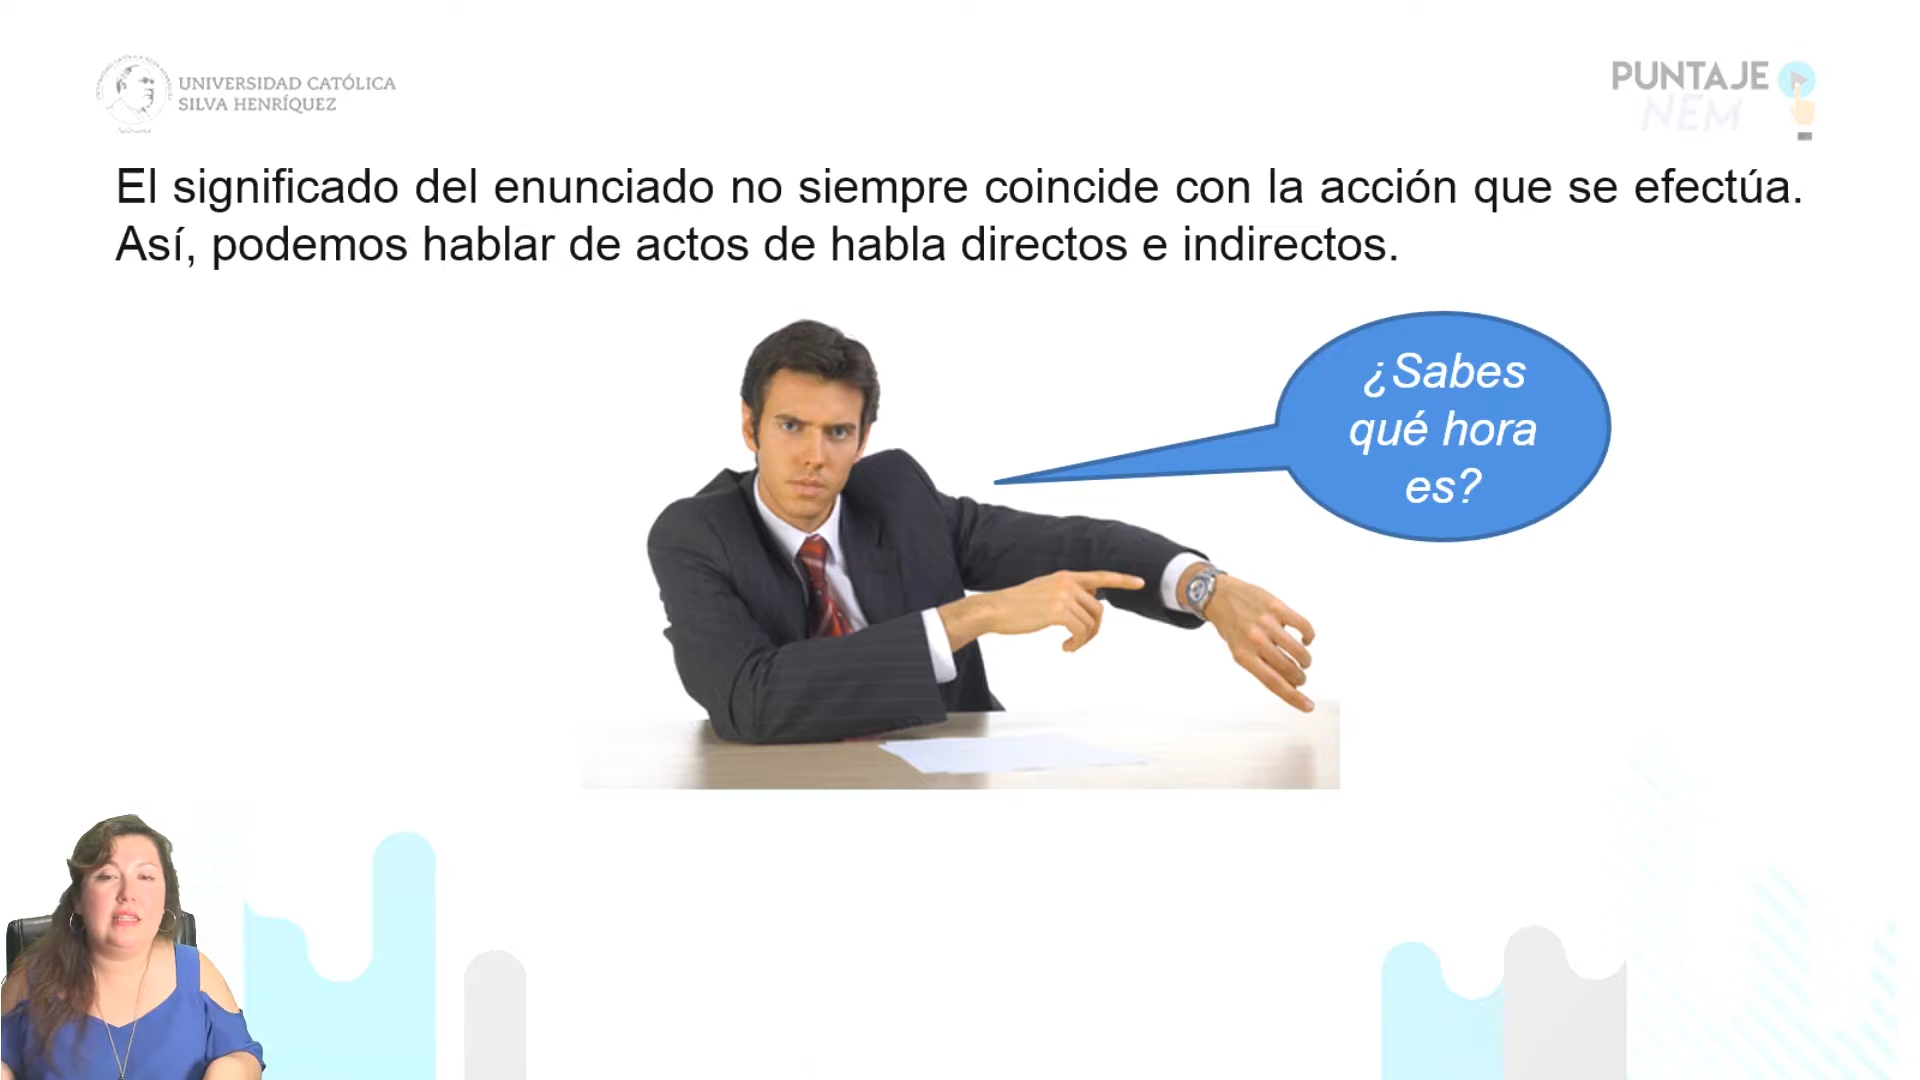 UNIVERSIDAD CATÓLICA
SILVA HENRÍQUEZ
PUNTAJE
NEM
El significado del enunciado no siempre coincide con la acción que se efectúa.
Así, podemos hablar de actos de habla directos e indirectos.
¿Sabes
qué hora
es?